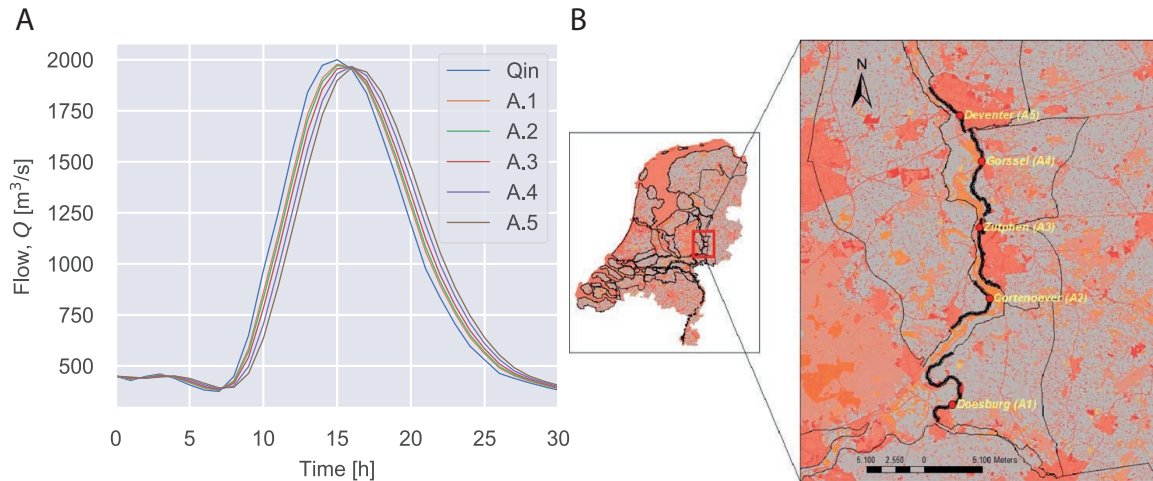 A
B
2000
1750
1500
1250
1000
750
500
Flow, Q [m³/s]
0
5
10
15
20
25
30
Time [h]
Qin
A.1
A.2
A.3
A.4
A.5
N
Deventer (A5)
Gorssel (A4)
Zutphen (A3)
Cortenoever (A2)
Doesburg (A1)
5.100 2.550 0 5.100 Meters